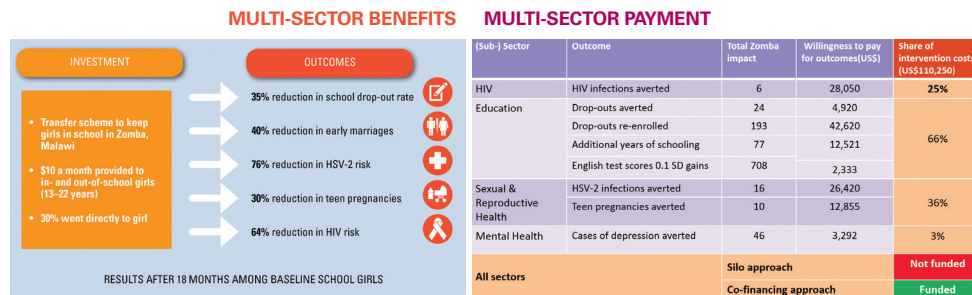 MULTI-SECTOR BENEFITS
MULTI-SECTOR PAYMENT
INVESTMENT
• Transfer scheme to keep
girls in school in Zomba,
Malawi
• $10 a month provided to
in- and out-of-school girls
(13–22 years)
• 30% went directly to girl
OUTCOMES
35% reduction in school drop-out rate
40% reduction in early marriages
76% reduction in HSV-2 risk
30% reduction in teen pregnancies
64% reduction in HIV risk
RESULTS AFTER 18 MONTHS AMONG BASELINE SCHOOL GIRLS
(Sub-) Sector
Outcome
Total Zomba
impact
Willingness to pay
for outcomes(US$)
Share of
intervention costs
(US$110,250)
HIV
HIV infections averted
6
28,050
25%
Education
Drop-outs averted
24
4,920
Drop-outs re-enrolled
193
42,620
Additional years of schooling
77
12,521
66%
English test scores 0.1 SD gains
708
2,333
Sexual &
Reproductive
Health
HSV-2 infections averted
16
26,420
Teen pregnancies averted
10
12,855
36%
Mental Health
Cases of depression averted
46
3,292
3%
All sectors
Silo approach
Not funded
Co-financing approach
Funded